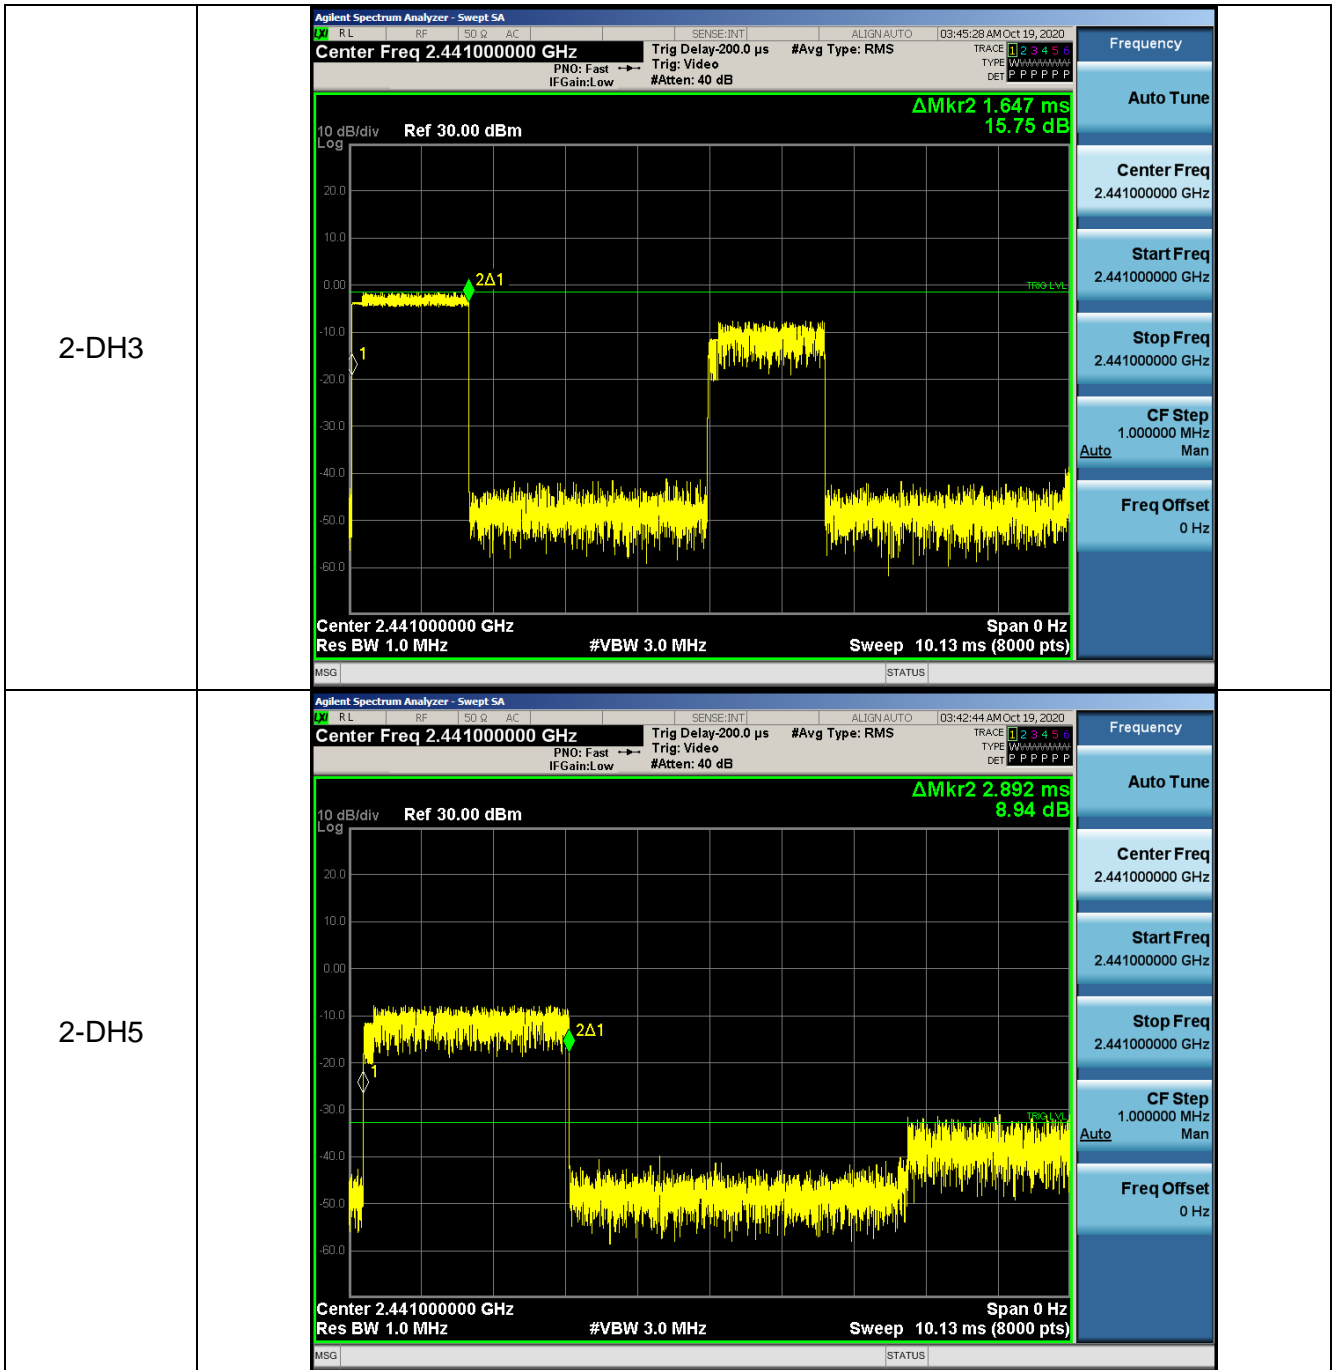 2-DH3
Agilent Spectrum Analyzer - Swept SA
LXI RL RF 50 Ω AC SENSE:INT ALIGN AUTO 03:45:28 AM Oct 19, 2020
Center Freq 2.441000000 GHz Trig Delay-200.0 µs #Avg Type: RMS TRACE 1 2 3 4 5 6
PNO: Fast Trig: Video TYPE WWWWWW
IFGain:Low #Atten: 40 dB DET P P P P P P
ΔMkr2 1.647 ms
10 dB/div Ref 30.00 dBm 15.75 dB
Log
20.0
10.0
0.00
2Δ1
TRIG LVL
-10.0
1
-20.0
-30.0
-40.0
-50.0
-60.0
Center 2.441000000 GHz Span 0 Hz
Res BW 1.0 MHz #VBW 3.0 MHz Sweep 10.13 ms (8000 pts)
MSG STATUS
Frequency
Auto Tune
Center Freq
2.441000000 GHz
Start Freq
2.441000000 GHz
Stop Freq
2.441000000 GHz
CF Step
1.000000 MHz
Auto Man
Freq Offset
0 Hz
2-DH5
Agilent Spectrum Analyzer - Swept SA
LXI RL RF 50 Ω AC SENSE:INT ALIGN AUTO 03:42:44 AM Oct 19, 2020
Center Freq 2.441000000 GHz Trig Delay-200.0 µs #Avg Type: RMS TRACE 1 2 3 4 5 6
PNO: Fast Trig: Video TYPE WWWWWW
IFGain:Low #Atten: 40 dB DET P P P P P P
ΔMkr2 2.892 ms
10 dB/div Ref 30.00 dBm 8.94 dB
Log
20.0
10.0
0.00
-10.0
2Δ1
-20.0
1
-30.0
TRIG LVL
-40.0
-50.0
-60.0
Center 2.441000000 GHz Span 0 Hz
Res BW 1.0 MHz #VBW 3.0 MHz Sweep 10.13 ms (8000 pts)
MSG STATUS
Frequency
Auto Tune
Center Freq
2.441000000 GHz
Start Freq
2.441000000 GHz
Stop Freq
2.441000000 GHz
CF Step
1.000000 MHz
Auto Man
Freq Offset
0 Hz